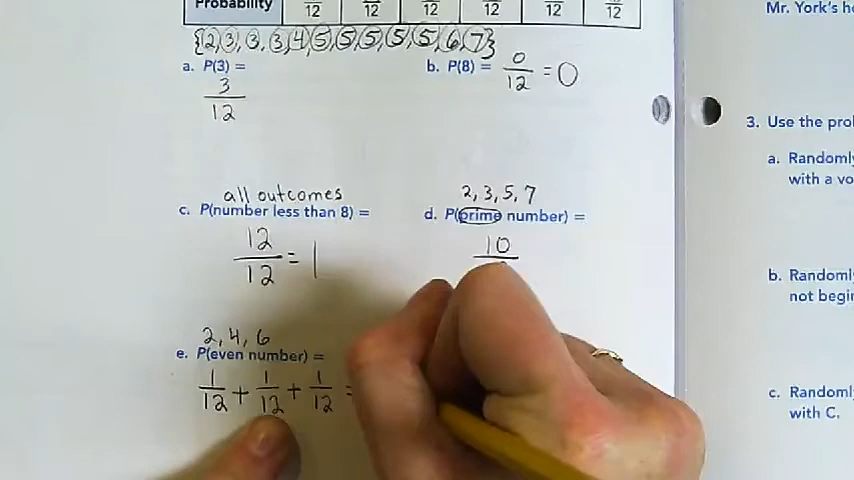 Probability
12 12 12 12 12 12
{2,3,3,3,4,5,5,5,5,5,6,7}
a. P(3) =
3/12
b. P(8) = 0/12 = 0
all outcomes
c. P(number less than 8) =
12/12 = 1
2, 3, 5, 7
d. P(prime number) =
10
2, 4, 6
e. P(even number) =
1/12 + 1/12 + 1/12 =
Mr. York's h
3. Use the pro
a. Randoml
with a vo
b. Randoml
not begi
c. Randoml
with C.